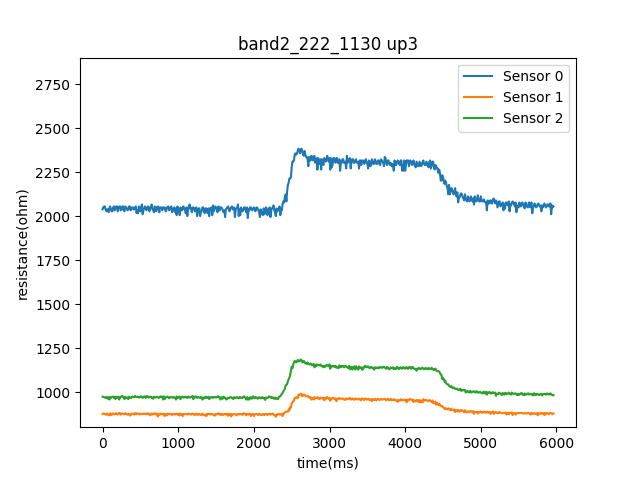 band2_222_1130 up3
Sensor 0
Sensor 1
Sensor 2
resistance(ohm)
2750
2500
2250
2000
1750
1500
1250
1000
0 1000 2000 3000 4000 5000 6000
time(ms)